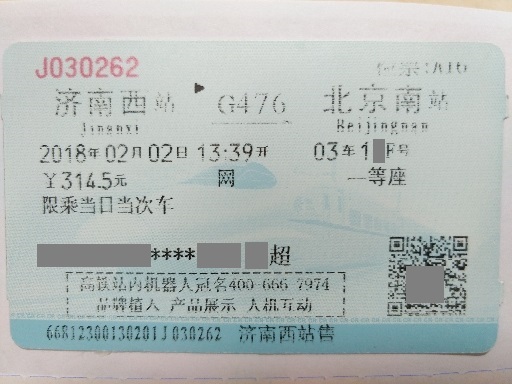 J030262 检票:A16
济南西站 G476 北京南站
Jinanxi Beijingnan
2018年02月02日 13:39开 03车1 F号
￥314.5元 网 一等座
限乘当日当次车
**** 超
高铁站内机器人冠名400-666-7974
品牌植入 产品展示 人机互动
66812300130201J030262 济南西站售